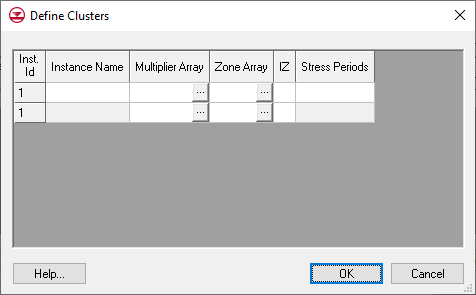 Define Clusters
Inst. Id Instance Name Multiplier Array Zone Array IZ Stress Periods
1 ... ...
1 ... ...
Help... OK Cancel